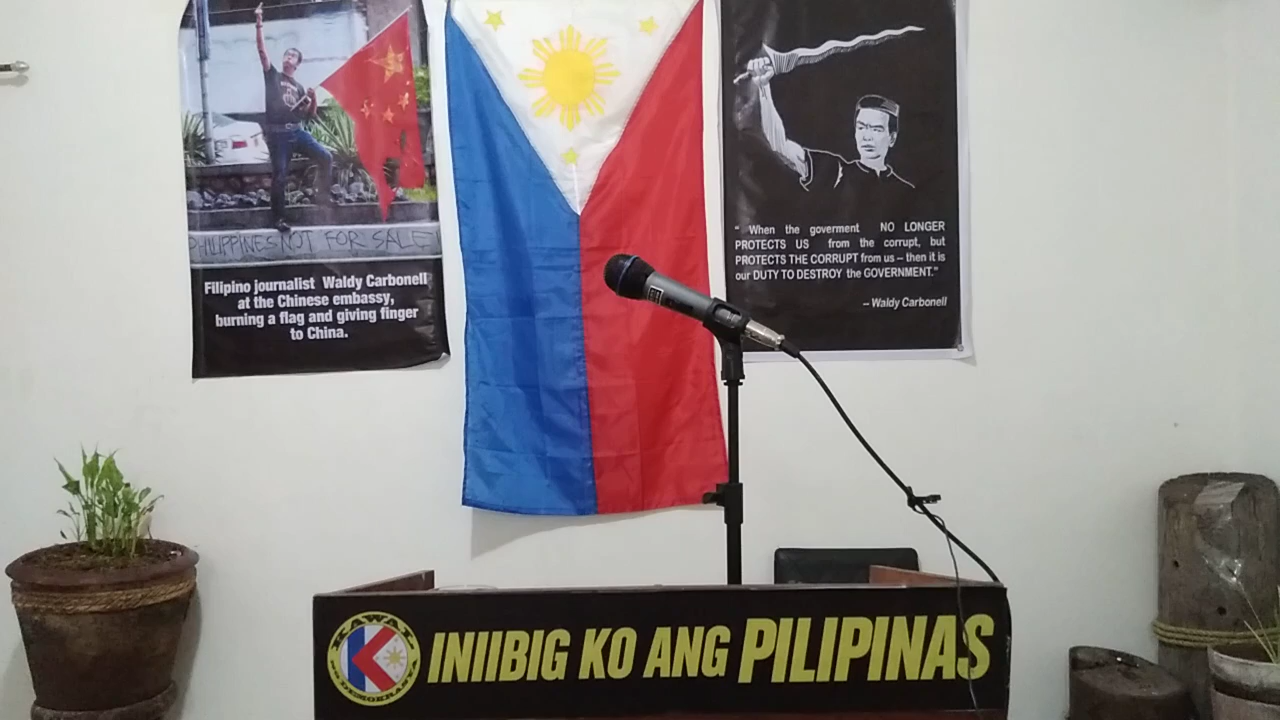 PHILIPPINES NOT FOR SALE!
Filipino journalist Waldy Carbonell
at the Chinese embassy,
burning a flag and giving finger
to China.
“ When the goverment NO LONGER
PROTECTS US from the corrupt, but
PROTECTS THE CORRUPT from us – then it is
our DUTY TO DESTROY the GOVERNMENT.”
– Waldy Carbonell
KAWAL
DEMOKRASYA
INIIBIG KO ANG PILIPINAS